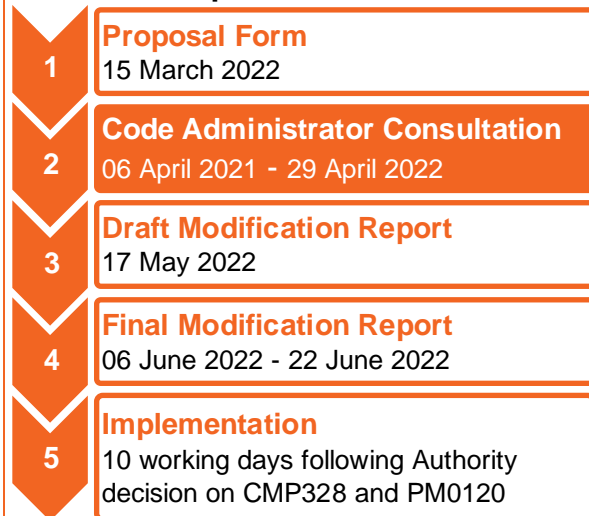 1
Proposal Form
15 March 2022
2
Code Administrator Consultation
06 April 2021 - 29 April 2022
3
Draft Modification Report
17 May 2022
4
Final Modification Report
06 June 2022 - 22 June 2022
5
Implementation
10 working days following Authority
decision on CMP328 and PM0120